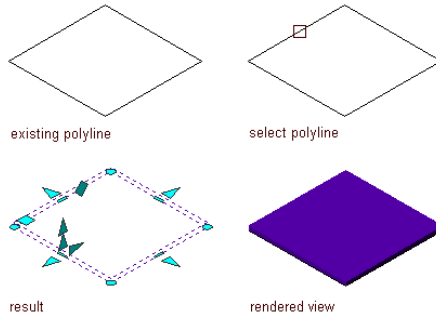 existing polyline
select polyline
result
rendered view